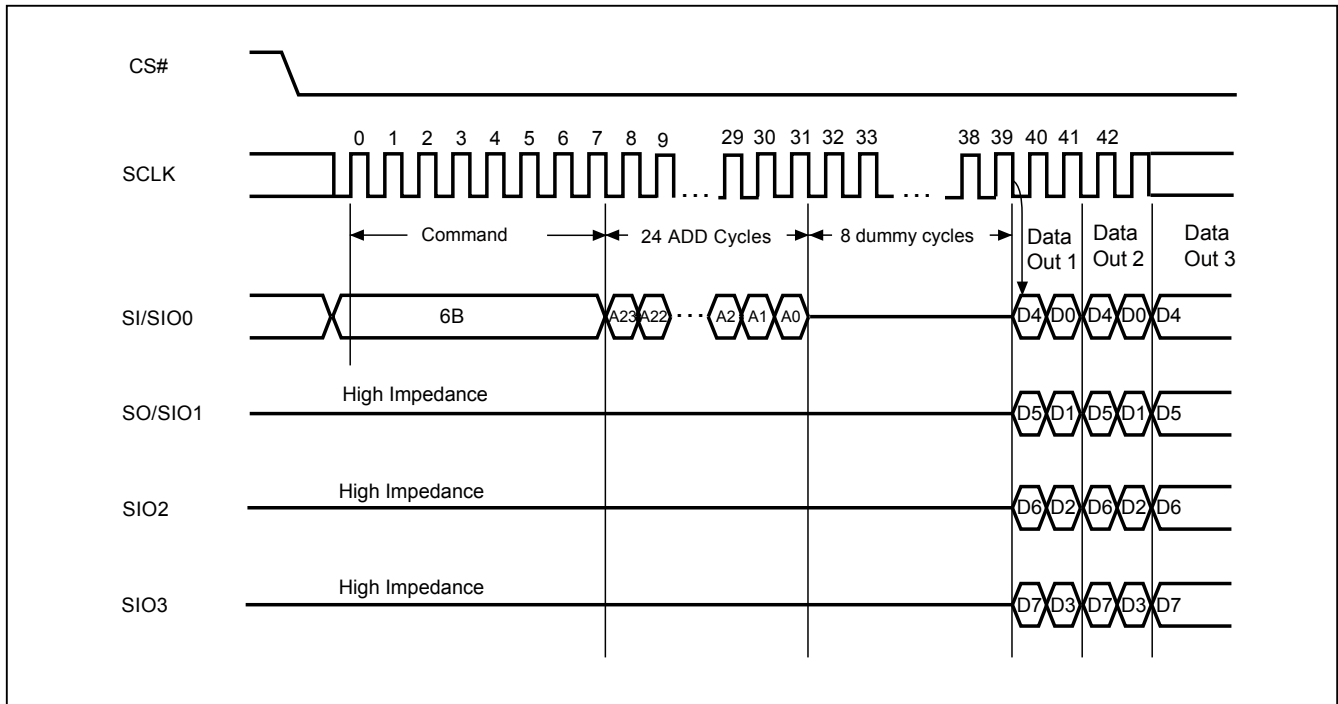 CS#
0 1 2 3 4 5 6 7 8 9 29 30 31 32 33 38 39 40 41 42
SCLK
... ...
Command 24 ADD Cycles 8 dummy cycles Data Out 1 Data Out 2 Data Out 3
SI/SIO0 6B A23 A22 ... A2 A1 A0 D4 D0 D4 D0 D4
High Impedance
SO/SIO1 D5 D1 D5 D1 D5
High Impedance
SIO2 D6 D2 D6 D2 D6
High Impedance
SIO3 D7 D3 D7 D3 D7